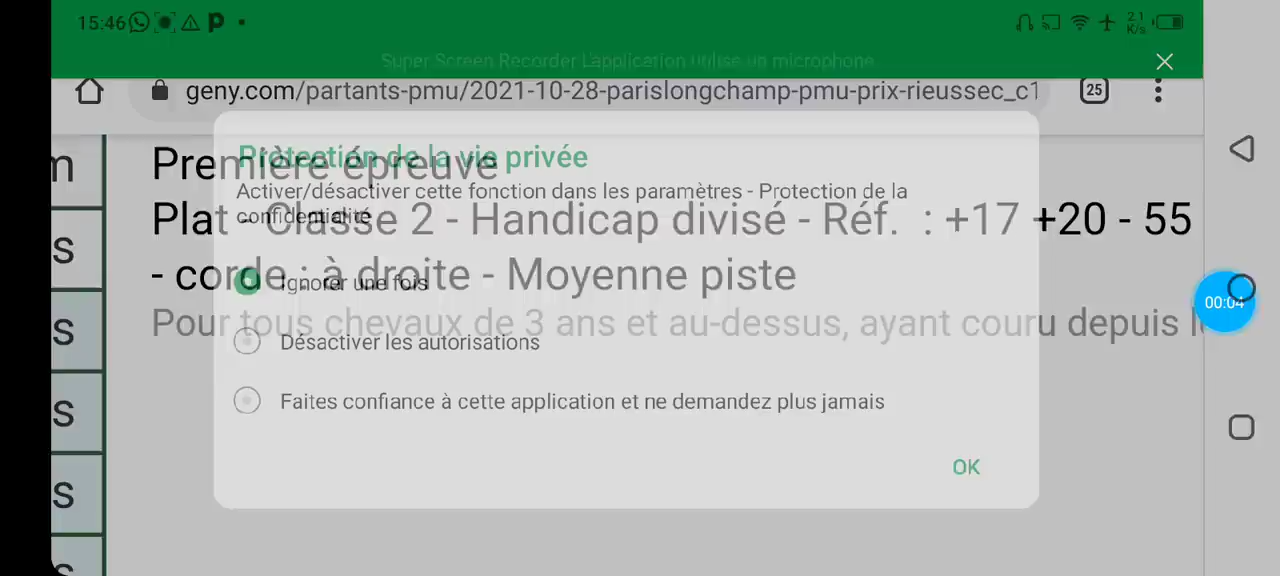 15:46
2.1 K/s
Super Screen Recorder L'application utilise un microphone
geny.com/partants-pmu/2021-10-28-parislongchamp-pmu-prix-rieussec_c1
25
Première épreuve
Protection de la vie privée
Activer/désactiver cette fonction dans les paramètres - Protection de la
confidentialité
Plat - Classe 2 - Handicap divisé - Réf. : +17 +20 - 55
- corde : à droite - Moyenne piste
Ignorer une fois
00:04
Pour tous chevaux de 3 ans et au-dessus, ayant couru depuis l
Désactiver les autorisations
Faites confiance à cette application et ne demandez plus jamais
OK
m
s
s
s
s